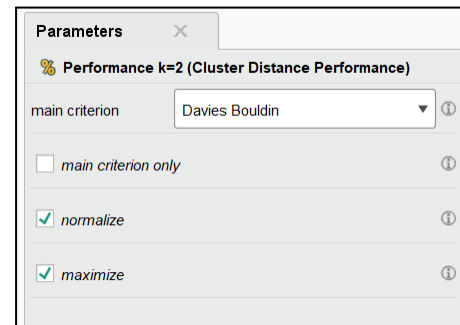 Parameters
Performance k=2 (Cluster Distance Performance)
main criterion Davies Bouldin
main criterion only
normalize
maximize